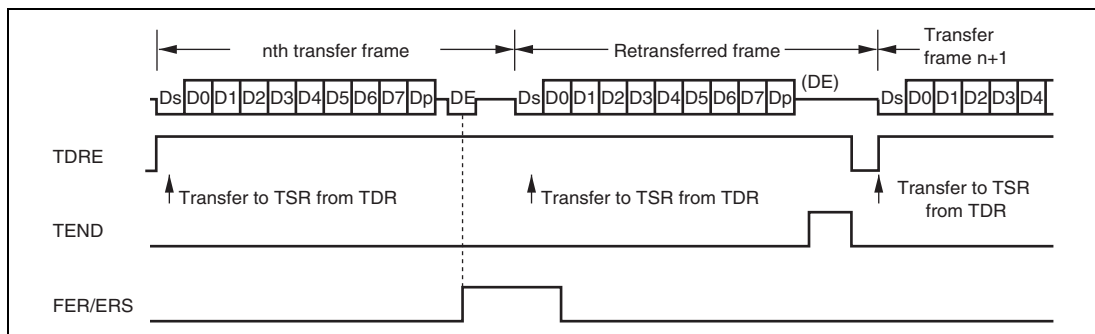 nth transfer frame
Retransferred frame
Transfer
frame n+1
Ds D0 D1 D2 D3 D4 D5 D6 D7 Dp DE
Ds D0 D1 D2 D3 D4 D5 D6 D7 Dp (DE)
Ds D0 D1 D2 D3 D4
TDRE
Transfer to TSR from TDR
Transfer to TSR from TDR
Transfer to TSR
from TDR
TEND
FER/ERS